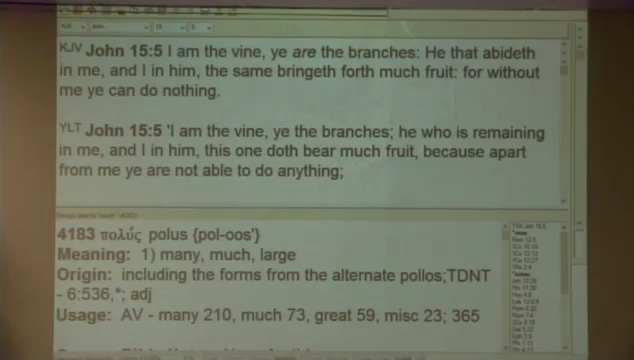 KJV John 15:5 I am the vine, ye are the branches: He that abideth
in me, and I in him, the same bringeth forth much fruit: for without
me ye can do nothing.
YLT John 15:5 'I am the vine, ye the branches; he who is remaining
in me, and I in him, this one doth bear much fruit, because apart
from me ye are not able to do anything;
4183 πολύς polus {pol-oos'}
Meaning: 1) many, much, large
Origin: including the forms from the alternate pollos;TDNT
- 6:536,*; adj
Usage: AV - many 210, much 73, great 59, misc 23; 365